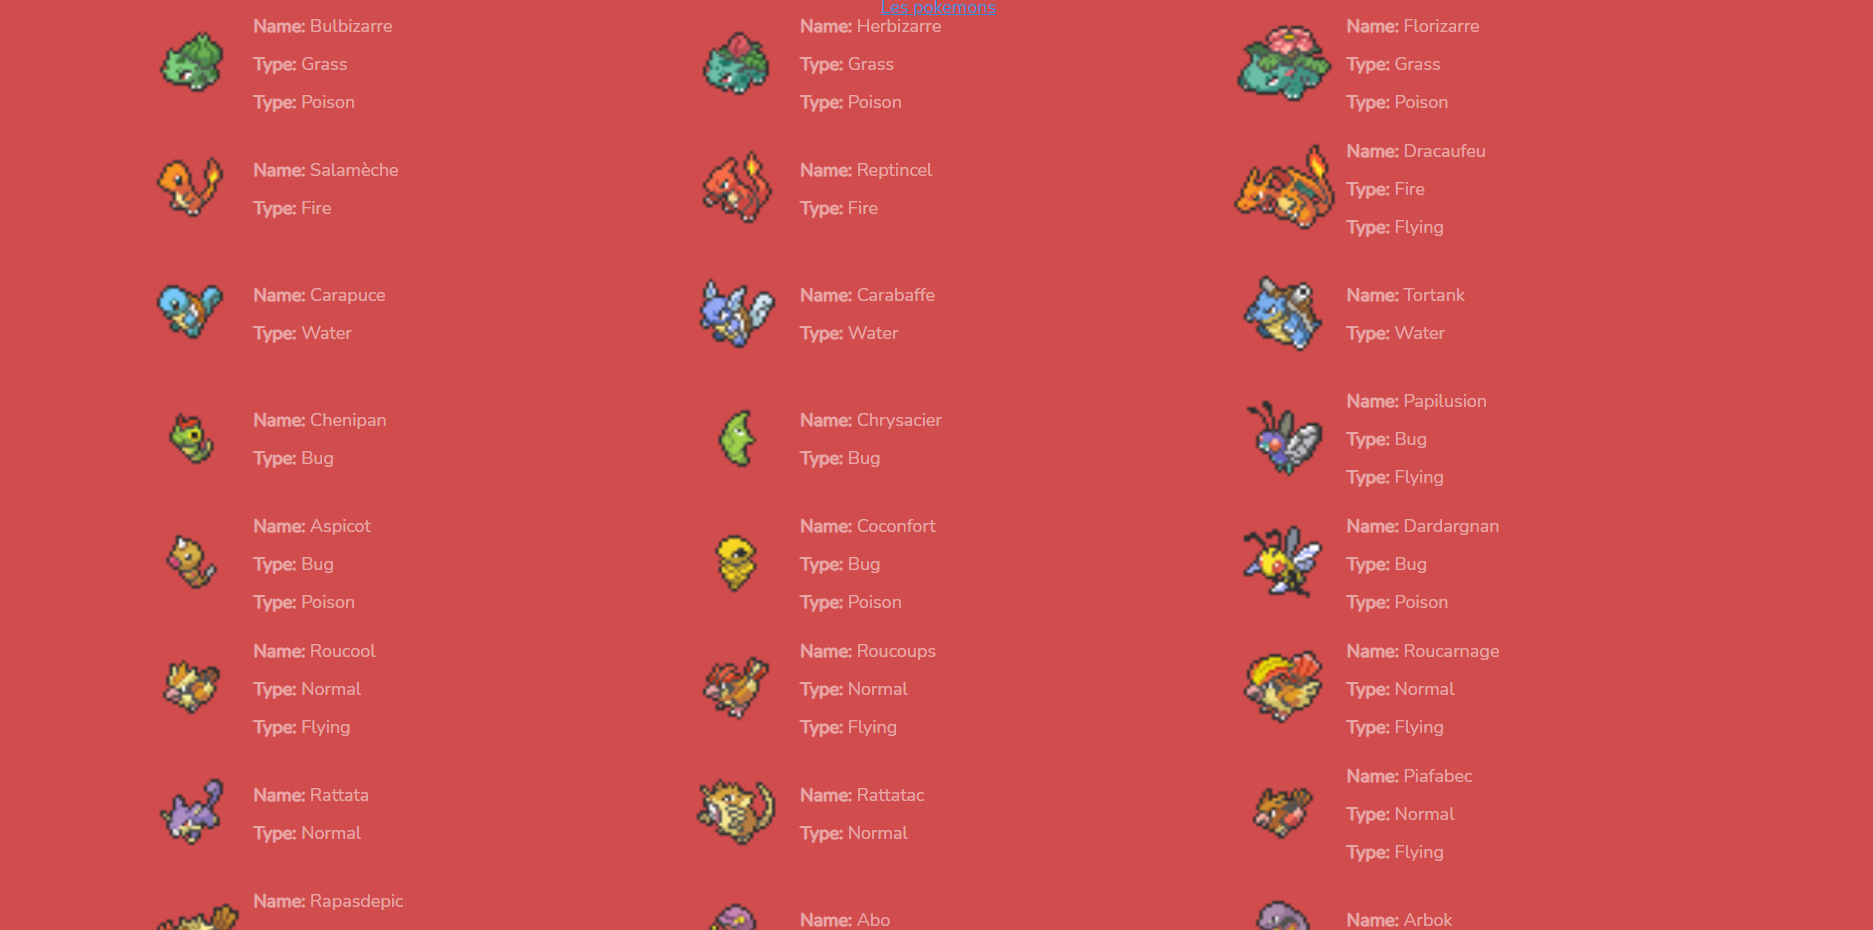 Les pokemons
Name: Bulbizarre
Type: Grass
Type: Poison
Name: Herbizarre
Type: Grass
Type: Poison
Name: Florizarre
Type: Grass
Type: Poison
Name: Salamèche
Type: Fire
Name: Reptincel
Type: Fire
Name: Dracaufeu
Type: Fire
Type: Flying
Name: Carapuce
Type: Water
Name: Carabaffe
Type: Water
Name: Tortank
Type: Water
Name: Chenipan
Type: Bug
Name: Chrysacier
Type: Bug
Name: Papilusion
Type: Bug
Type: Flying
Name: Aspicot
Type: Bug
Type: Poison
Name: Coconfort
Type: Bug
Type: Poison
Name: Dardargnan
Type: Bug
Type: Poison
Name: Roucool
Type: Normal
Type: Flying
Name: Roucoups
Type: Normal
Type: Flying
Name: Roucarnage
Type: Normal
Type: Flying
Name: Rattata
Type: Normal
Name: Rattatac
Type: Normal
Name: Piafabec
Type: Normal
Type: Flying
Name: Rapasdepic
Name: Abo
Name: Arbok